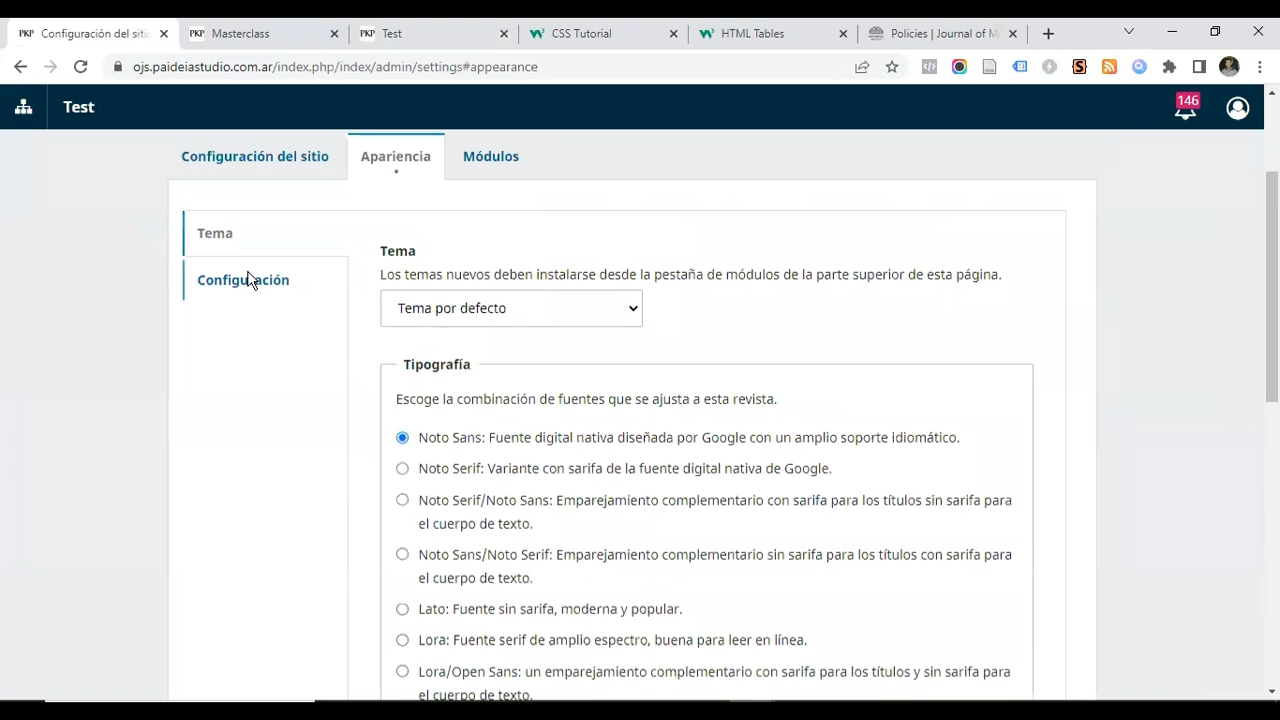 PKP Configuración del siti
PKP Masterclass
PKP Test
CSS Tutorial
HTML Tables
Policies | Journal of M
ojs.paideiastudio.com.ar/index.php/index/admin/settings#appearance
Test
146
Configuración del sitio
Apariencia
Módulos
Tema
Configuración
Tema
Los temas nuevos deben instalarse desde la pestaña de módulos de la parte superior de esta página.
Tema por defecto
Tipografía
Escoge la combinación de fuentes que se ajusta a esta revista.
Noto Sans: Fuente digital nativa diseñada por Google con un amplio soporte idiomático.
Noto Serif: Variante con sarifa de la fuente digital nativa de Google.
Noto Serif/Noto Sans: Emparejamiento complementario con sarifa para los títulos sin sarifa para
el cuerpo de texto.
Noto Sans/Noto Serif: Emparejamiento complementario sin sarifa para los títulos con sarifa para
el cuerpo de texto.
Lato: Fuente sin sarifa, moderna y popular.
Lora: Fuente serif de amplio espectro, buena para leer en línea.
Lora/Open Sans: un emparejamiento complementario con sarifa para los títulos y sin sarifa para
el cuerpo de texto.